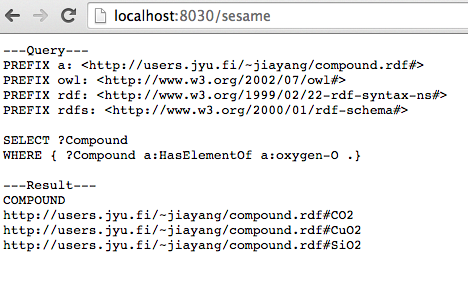 localhost:8030/sesame
---Query---
PREFIX a: <http://users.jyu.fi/~jiayang/compound.rdf#>
PREFIX owl: <http://www.w3.org/2002/07/owl#>
PREFIX rdf: <http://www.w3.org/1999/02/22-rdf-syntax-ns#>
PREFIX rdfs: <http://www.w3.org/2000/01/rdf-schema#>
SELECT ?Compound
WHERE { ?Compound a:HasElementOf a:oxygen-O .}
---Result---
COMPOUND
http://users.jyu.fi/~jiayang/compound.rdf#CO2
http://users.jyu.fi/~jiayang/compound.rdf#CuO2
http://users.jyu.fi/~jiayang/compound.rdf#SiO2